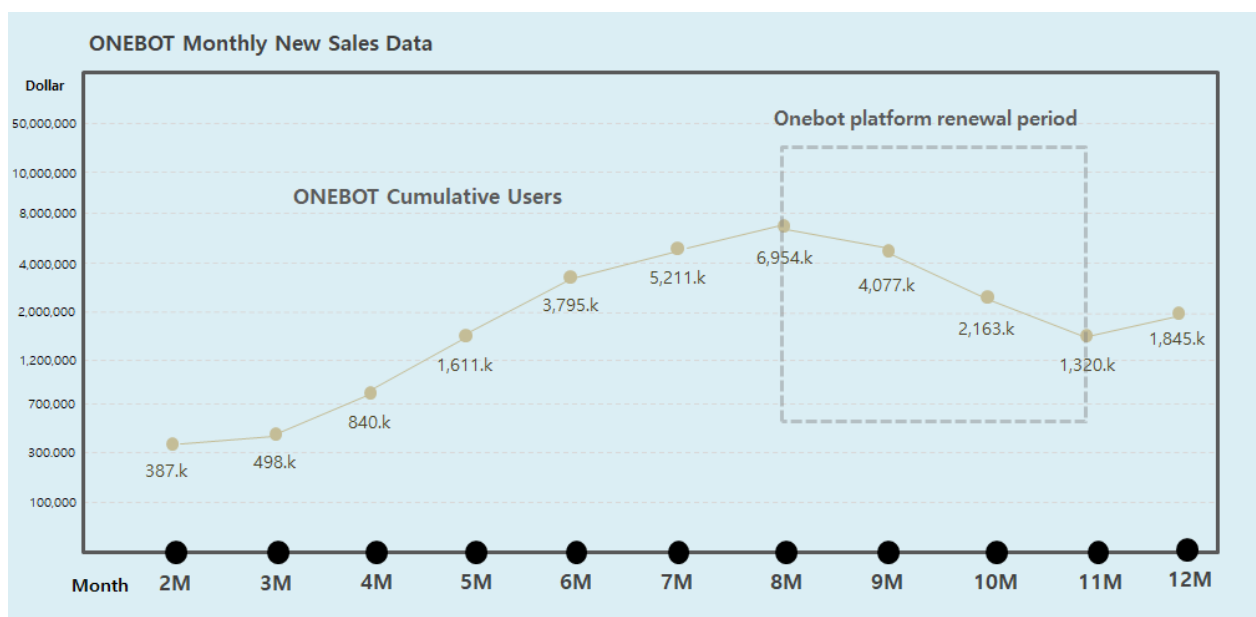 ONEBOT Monthly New Sales Data
Dollar
50,000,000
10,000,000
8,000,000
4,000,000
2,000,000
1,200,000
700,000
300,000
100,000
Onebot platform renewal period
ONEBOT Cumulative Users
387.k
498.k
840.k
1,611.k
3,795.k
5,211.k
6,954.k
4,077.k
2,163.k
1,320.k
1,845.k
Month 2M 3M 4M 5M 6M 7M 8M 9M 10M 11M 12M